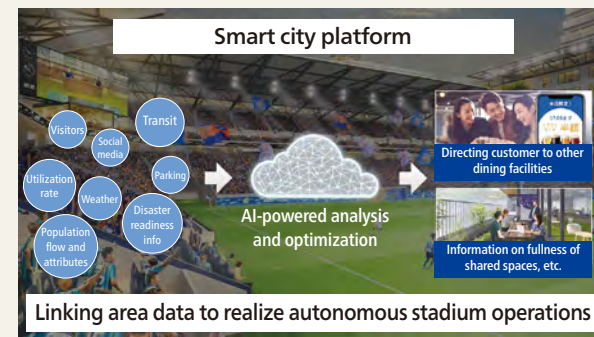 Smart city platform
Visitors
Transit
Social
media
Utilization
rate
Weather
Parking
Population
flow and
attributes
Disaster
readiness
info
AI-powered analysis
and optimization
Directing customer to other
dining facilities
Information on fullness of
shared spaces, etc.
Linking area data to realize autonomous stadium operations